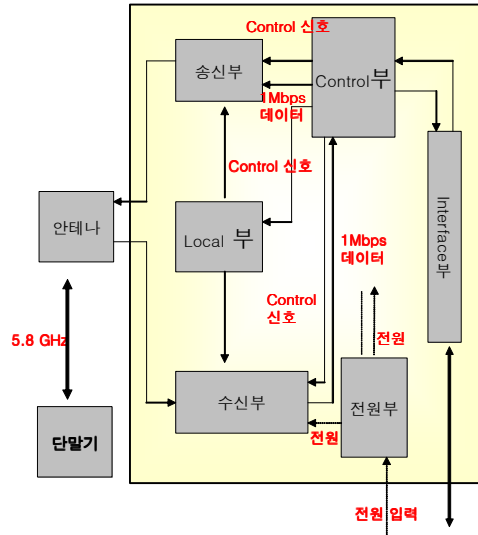 Control 신호
송신부
Control부
1Mbps
데이터
Control 신호
Interface부
안테나
Local 부
1Mbps
데이터
Control
신호
5.8 GHz
전원
수신부
전원부
전원
단말기
전원 입력